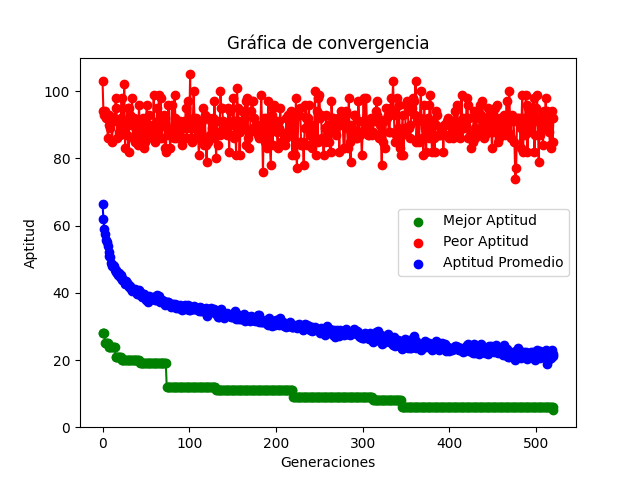 Gráfica de convergencia
Aptitud
100
80
60
40
20
0
Mejor Aptitud
Peor Aptitud
Aptitud Promedio
0 100 200 300 400 500
Generaciones